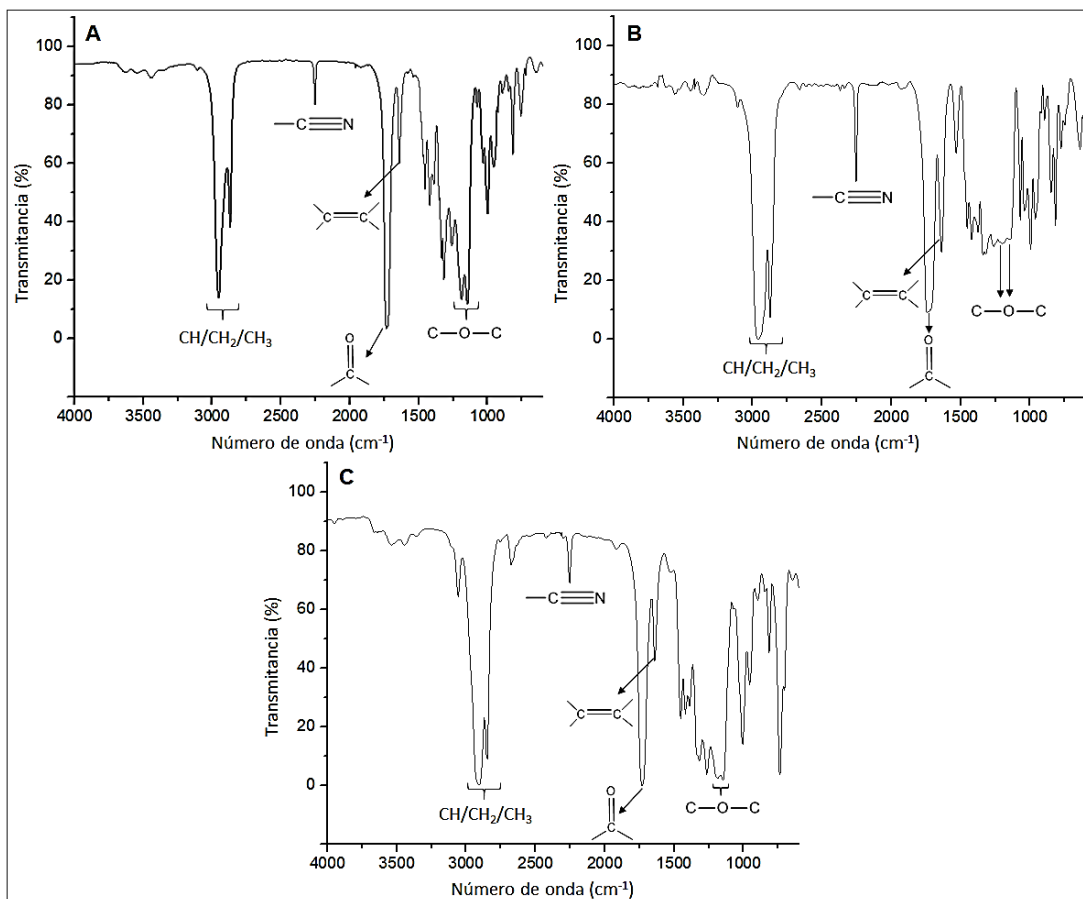 A
100
80
60
40
20
0
Transmitancia (%)
C N
C C
CH/CH₂/CH₃
O
C
C O C
4000 3500 3000 2500 2000 1500 1000
Número de onda (cm⁻¹)
B
100
80
60
40
20
0
Transmitancia (%)
C N
C C
CH/CH₂/CH₃
C O C
O
C
4000 3500 3000 2500 2000 1500 1000
Número de onda (cm⁻¹)
C
100
80
60
40
20
0
Transmitancia (%)
C N
C C
CH/CH₂/CH₃
O
C
C O C
4000 3500 3000 2500 2000 1500 1000
Número de onda (cm⁻¹)